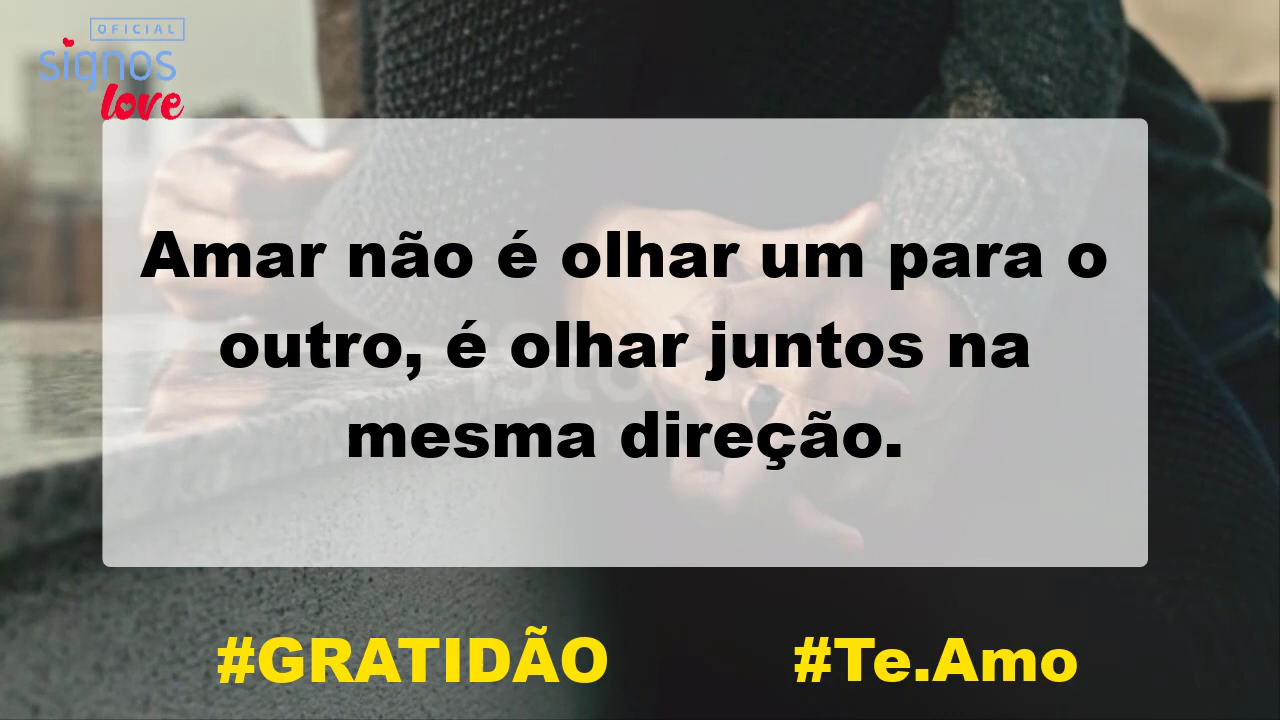 OFICIAL
signos
love
Amar não é olhar um para o
outro, é olhar juntos na
mesma direção.
#GRATIDÃO
#Te.Amo